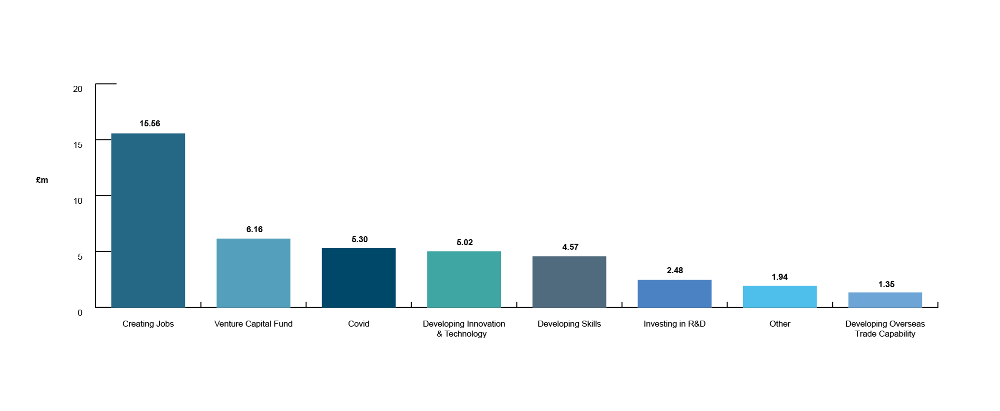 20
15.56
15
£m
10
6.16
5.30
5.02
4.57
5
2.48
1.94
1.35
0
Creating Jobs
Venture Capital Fund
Covid
Developing Innovation
& Technology
Developing Skills
Investing in R&D
Other
Developing Overseas
Trade Capability